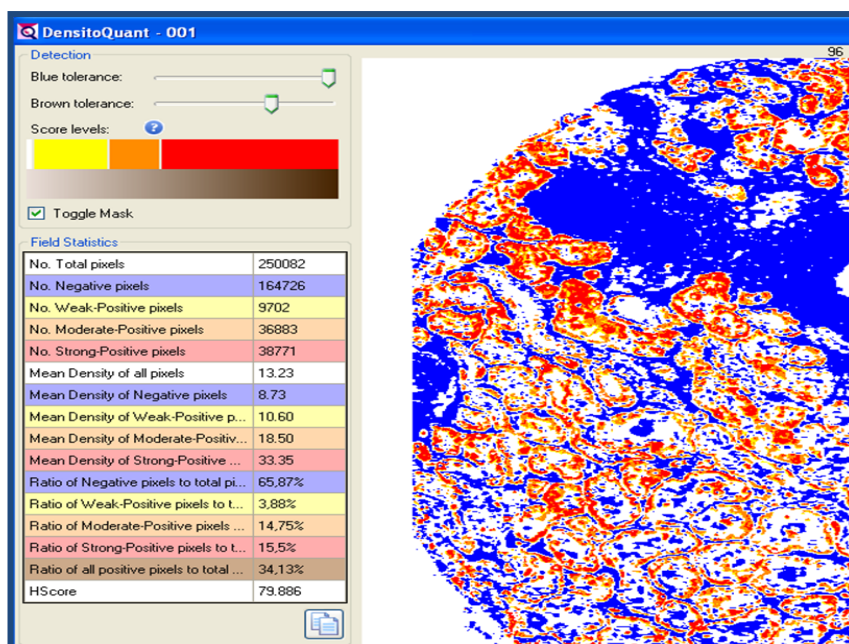 DensitoQuant - 001
96
Detection
Blue tolerance:
Brown tolerance:
Score levels: ?
Toggle Mask
Field Statistics
No. Total pixels 250082
No. Negative pixels 164726
No. Weak-Positive pixels 9702
No. Moderate-Positive pixels 36883
No. Strong-Positive pixels 38771
Mean Density of all pixels 13.23
Mean Density of Negative pixels 8.73
Mean Density of Weak-Positive p... 10.60
Mean Density of Moderate-Positiv... 18.50
Mean Density of Strong-Positive ... 33.35
Ratio of Negative pixels to total pi... 65,87%
Ratio of Weak-Positive pixels to t... 3,88%
Ratio of Moderate-Positive pixels ... 14,75%
Ratio of Strong-Positive pixels to t... 15,5%
Ratio of all positive pixels to total ... 34,13%
HScore 79.886